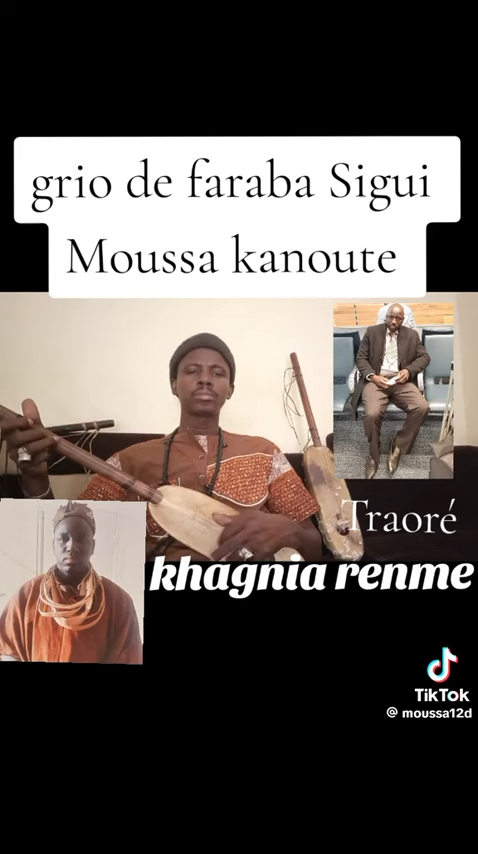 grio de faraba Sigui
Moussa kanoute
Traoré
khagnia renme
TikTok
@ moussa12d